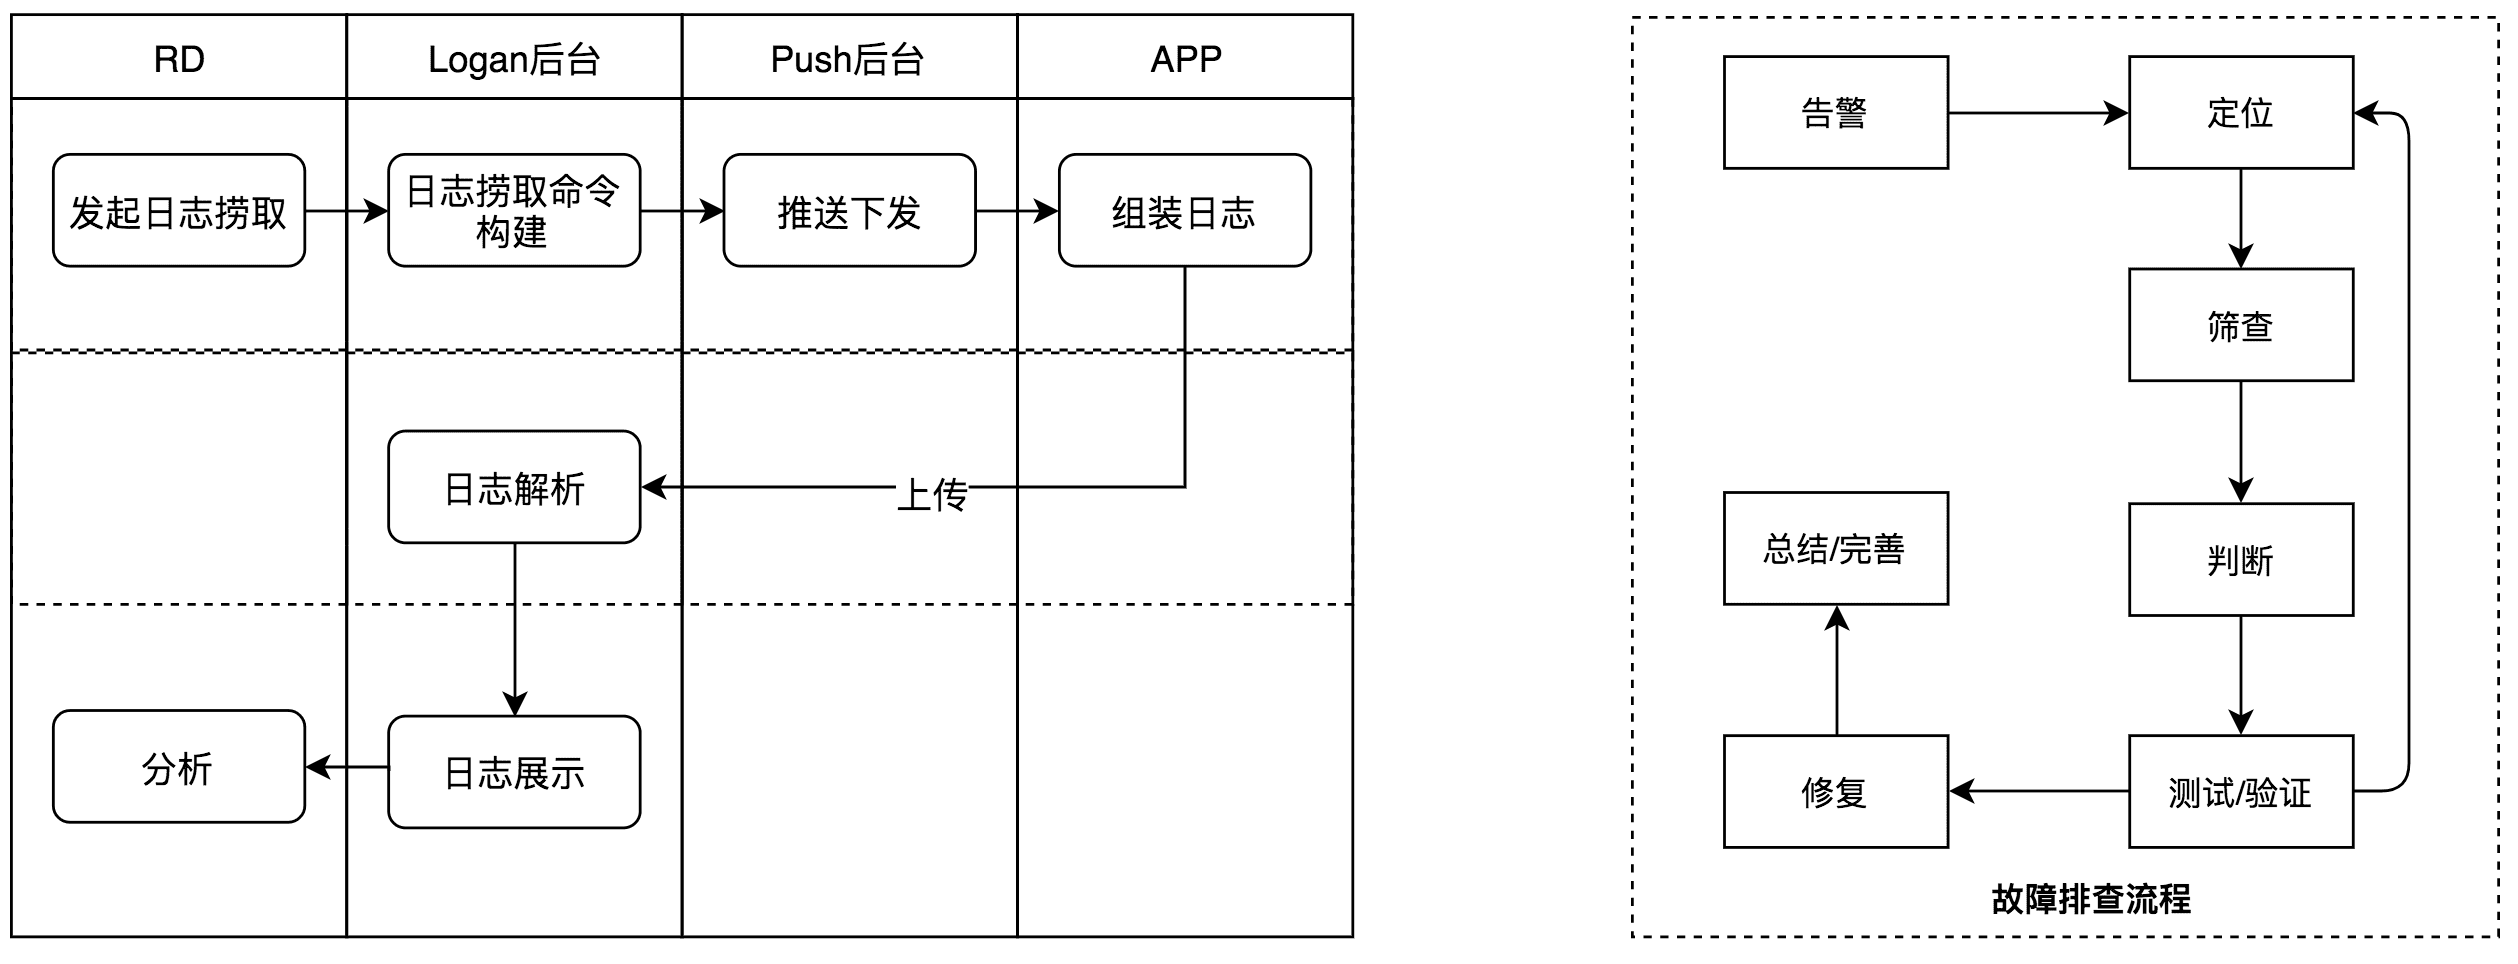 RD
Logan后台
Push后台
APP
发起日志捞取
日志捞取命令
构建
推送下发
组装日志
日志解析
上传
分析
日志展示
告警
定位
筛查
总结/完善
判断
修复
测试/验证
故障排查流程